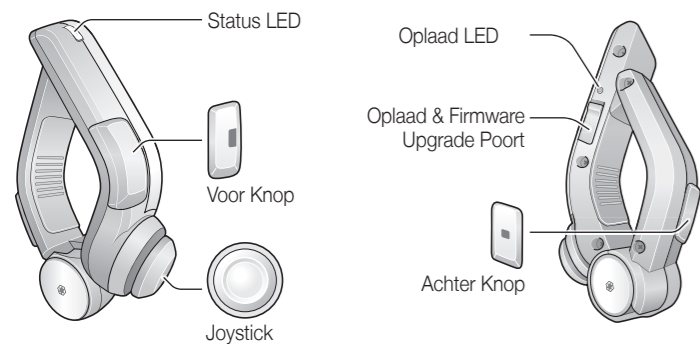 Status LED
Voor Knop
Joystick
Oplaad LED
Oplaad & Firmware
Upgrade Poort
Achter Knop